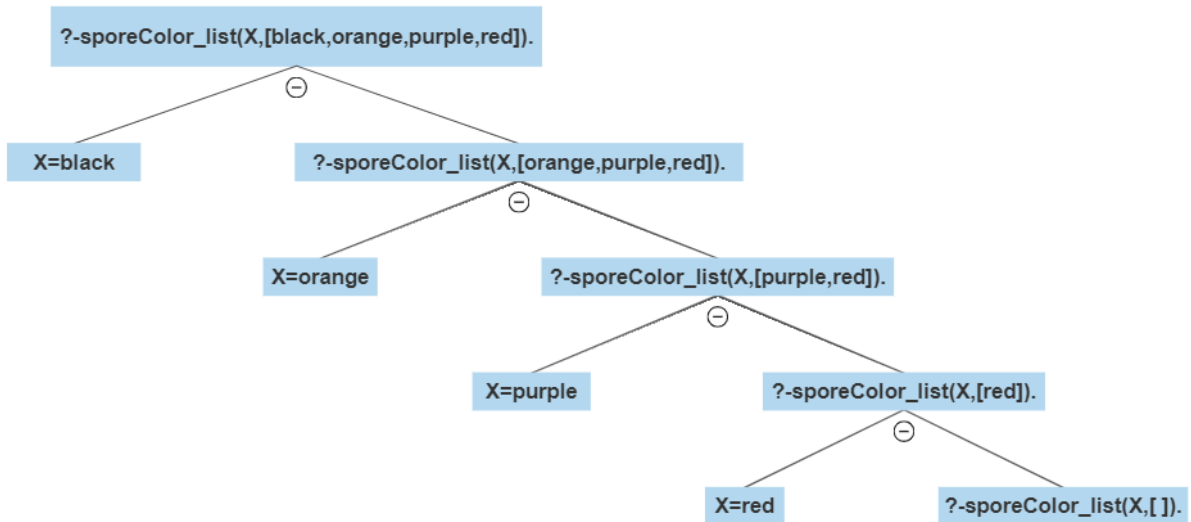 ?-sporeColor_list(X,[black,orange,purple,red]).
X=black
?-sporeColor_list(X,[orange,purple,red]).
X=orange
?-sporeColor_list(X,[purple,red]).
X=purple
?-sporeColor_list(X,[red]).
X=red
?-sporeColor_list(X,[ ]).